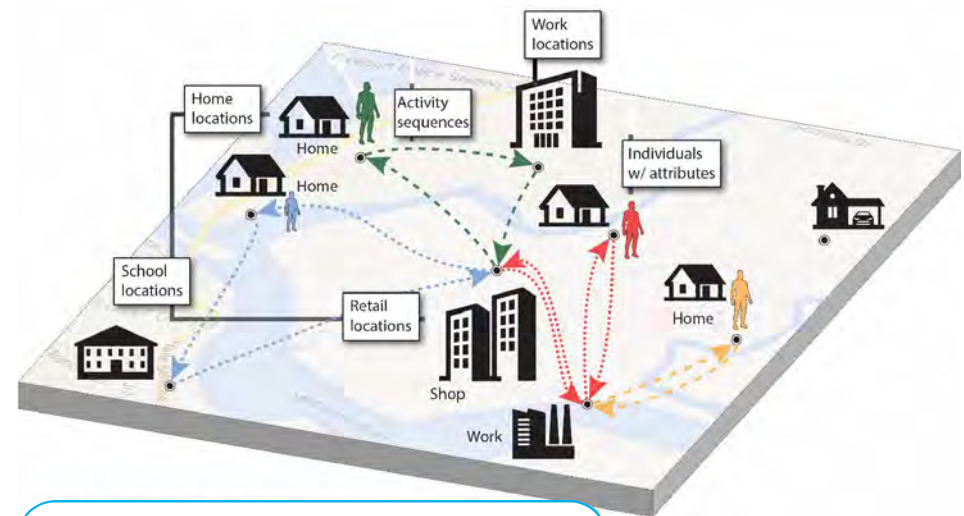 Work
locations
Home
locations
Activity
sequences
Home
Individuals
w/ attributes
Home
School
locations
Retail
locations
Home
Shop
Work